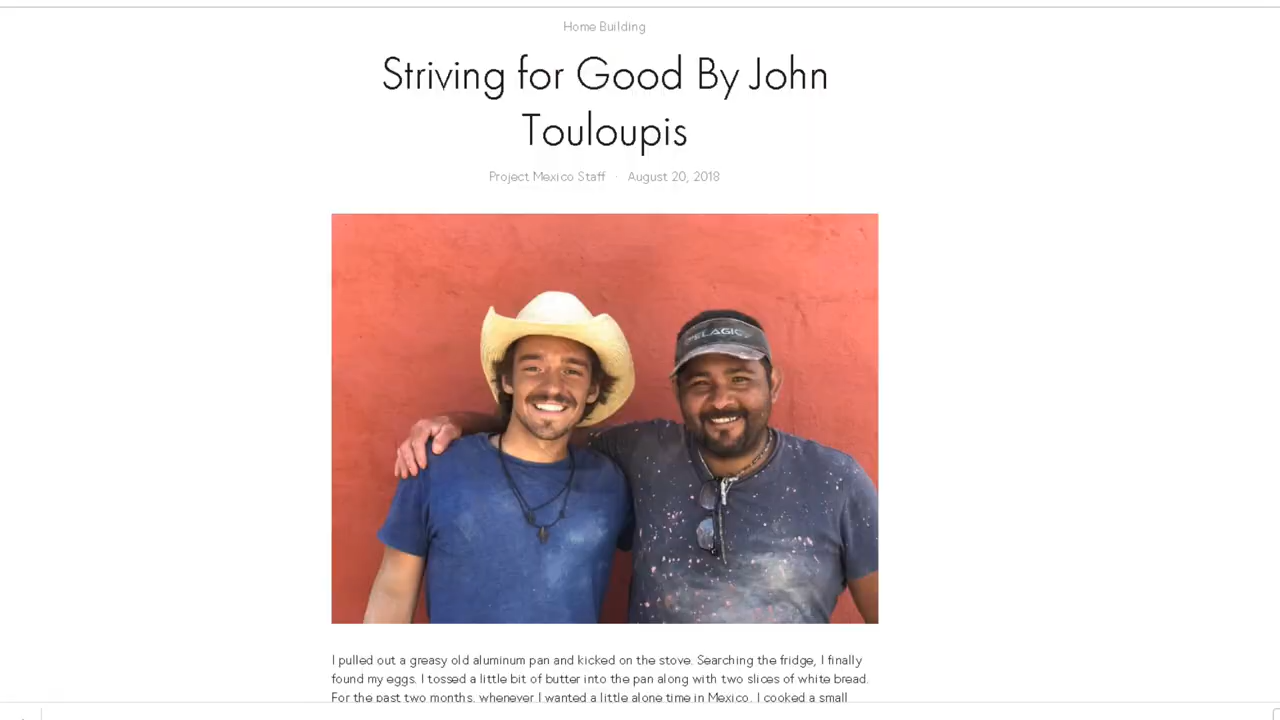 Home Building
Striving for Good By John
Touloupis
Project Mexico Staff · August 20, 2018
PELAGIC
I pulled out a greasy old aluminum pan and kicked on the stove. Searching the fridge, I finally
found my eggs. I tossed a little bit of butter into the pan along with two slices of white bread.
For the past two months, whenever I wanted a little alone time in Mexico, I cooked a small